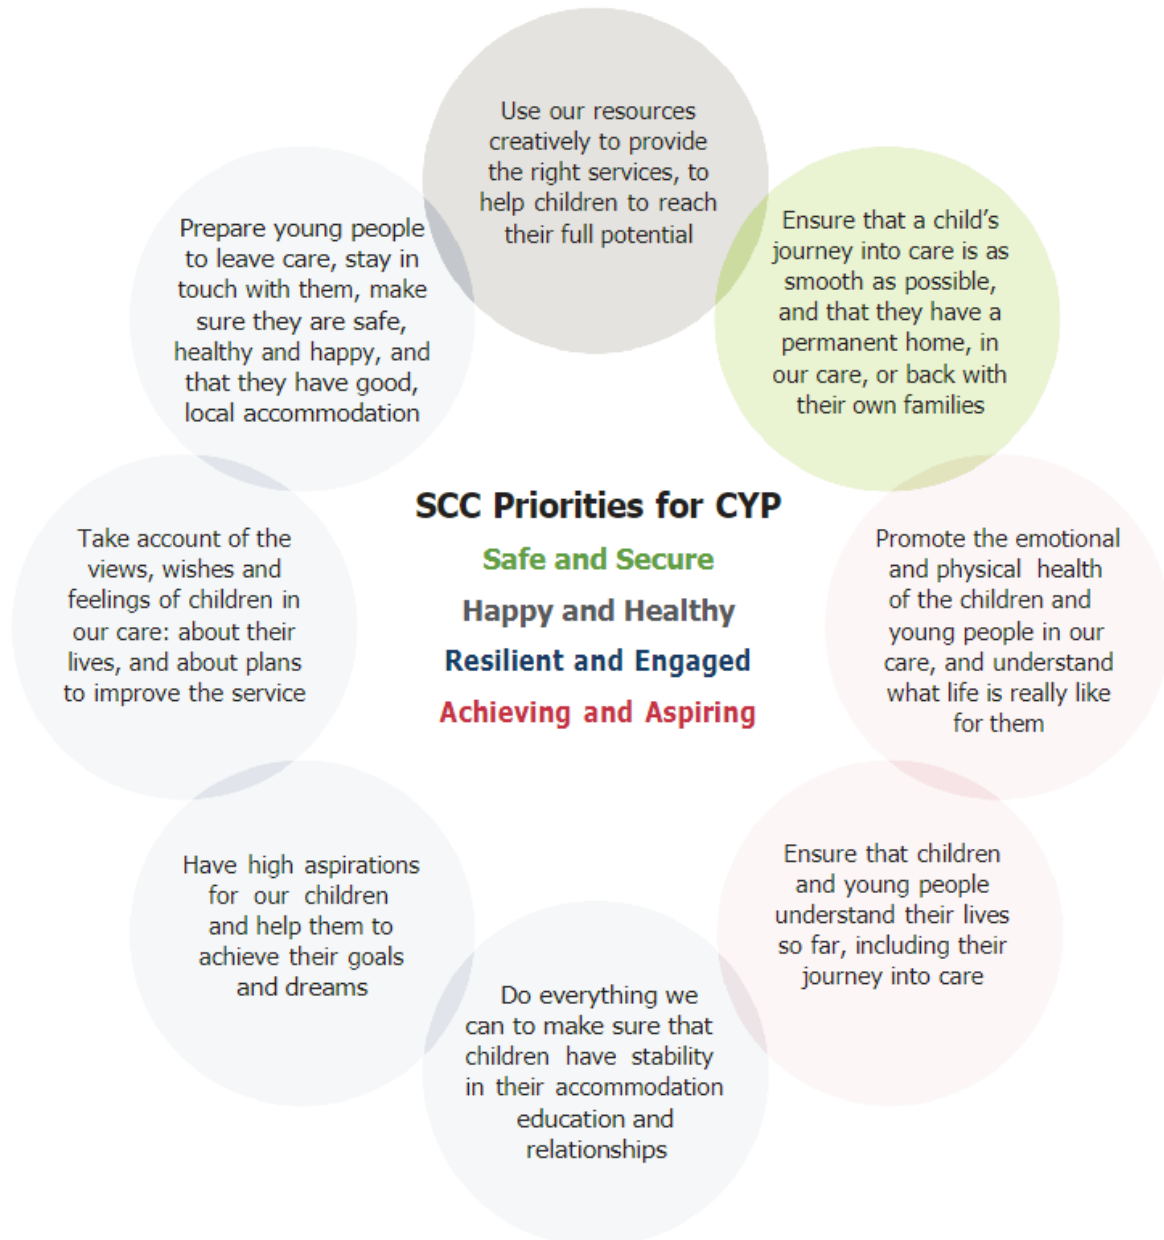 Use our resources
creatively to provide
the right services, to
help children to reach
their full potential
Ensure that a child's
journey into care is as
smooth as possible,
and that they have a
permanent home, in
our care, or back with
their own families
Promote the emotional
and physical health
of the children and
young people in our
care, and understand
what life is really like
for them
Ensure that children
and young people
understand their lives
so far, including their
journey into care
Do everything we
can to make sure that
children have stability
in their accommodation
education and
relationships
Have high aspirations
for our children
and help them to
achieve their goals
and dreams
Take account of the
views, wishes and
feelings of children in
our care: about their
lives, and about plans
to improve the service
Prepare young people
to leave care, stay in
touch with them, make
sure they are safe,
healthy and happy, and
that they have good,
local accommodation
SCC Priorities for CYP
Safe and Secure
Happy and Healthy
Resilient and Engaged
Achieving and Aspiring